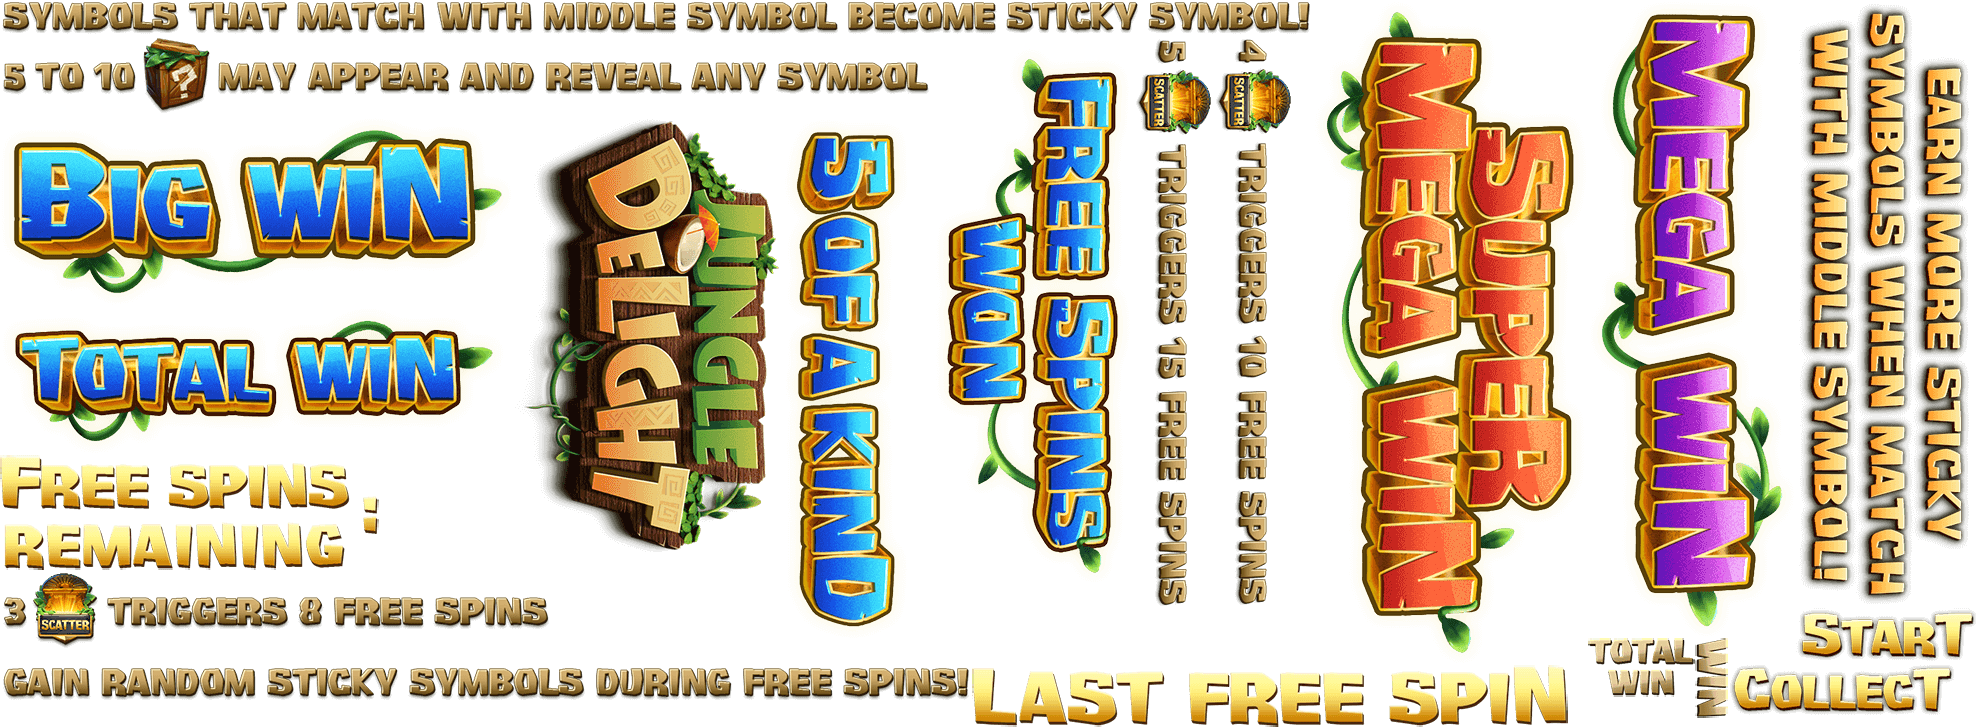 SYMBOLS THAT MATCH WITH MIDDLE SYMBOL BECOME STICKY SYMBOL!
5 TO 10 ? MAY APPEAR AND REVEAL ANY SYMBOL
BIG WIN
TOTAL WIN
FREE SPINS
REMAINING :
3 SCATTER TRIGGERS 8 FREE SPINS
GAIN RANDOM STICKY SYMBOLS DURING FREE SPINS!
JUNGLE
DELIGHT
5 OF A KIND
FREE SPINS
WON
5 SCATTER TRIGGERS 15 FREE SPINS
4 SCATTER TRIGGERS 10 FREE SPINS
SUPER
MEGA WIN
MEGA WIN
EARN MORE STICKY
SYMBOLS WHEN MATCH
WITH MIDDLE SYMBOL!
LAST FREE SPIN
TOTAL
WIN
WIN
START
COLLECT